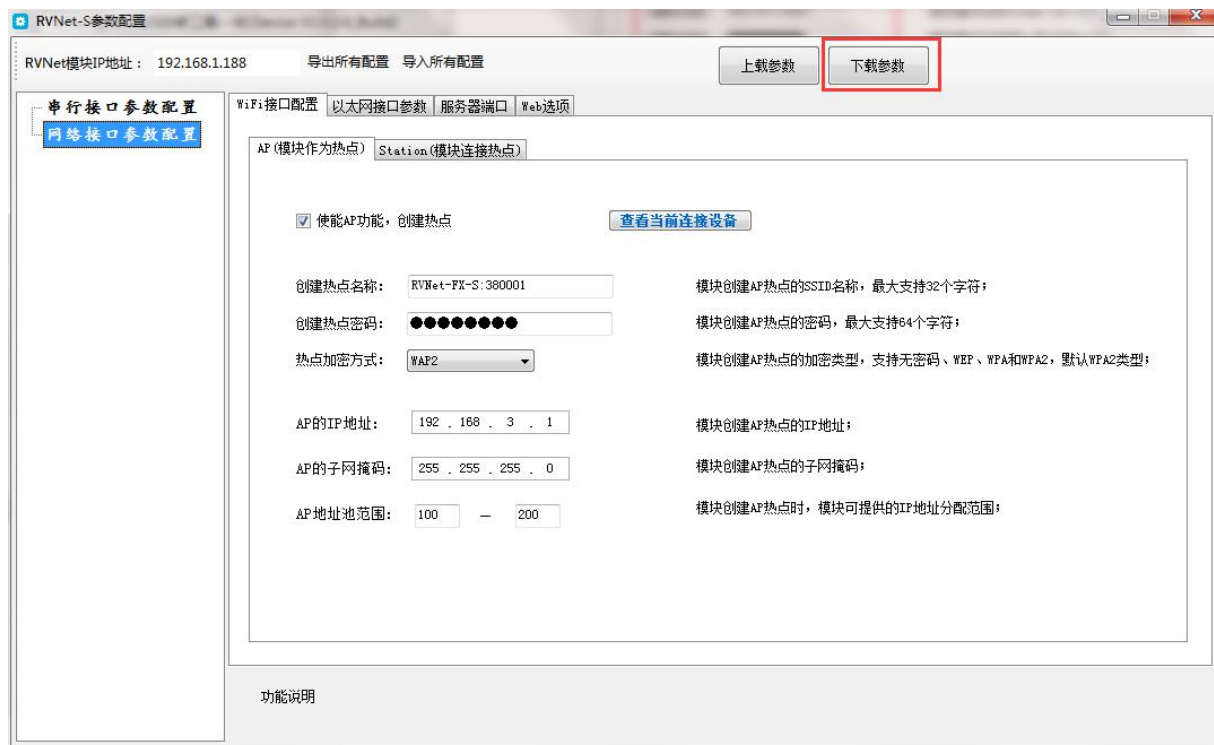 RVNet-S参数配置
RVNet模块IP地址： 192.168.1.188 导出所有配置 导入所有配置 上载参数 下载参数
串行接口参数配置
网络接口参数配置
WiFi接口配置 以太网接口参数 服务器端口 Web选项
AP(模块作为热点) Station(模块连接热点)
使能AP功能，创建热点 查看当前连接设备
创建热点名称： RVNet-FX-S:380001 模块创建AP热点的SSID名称，最大支持32个字符；
创建热点密码： ●●●●●●●● 模块创建AP热点的密码，最大支持64个字符；
热点加密方式： WAP2 模块创建AP热点的加密类型，支持无密码、WEP、WPA和WPA2，默认WPA2类型；
AP的IP地址： 192 . 168 . 3 . 1 模块创建AP热点的IP地址；
AP的子网掩码： 255 . 255 . 255 . 0 模块创建AP热点的子网掩码；
AP地址池范围： 100 — 200 模块创建AP热点时，模块可提供的IP地址分配范围；
功能说明